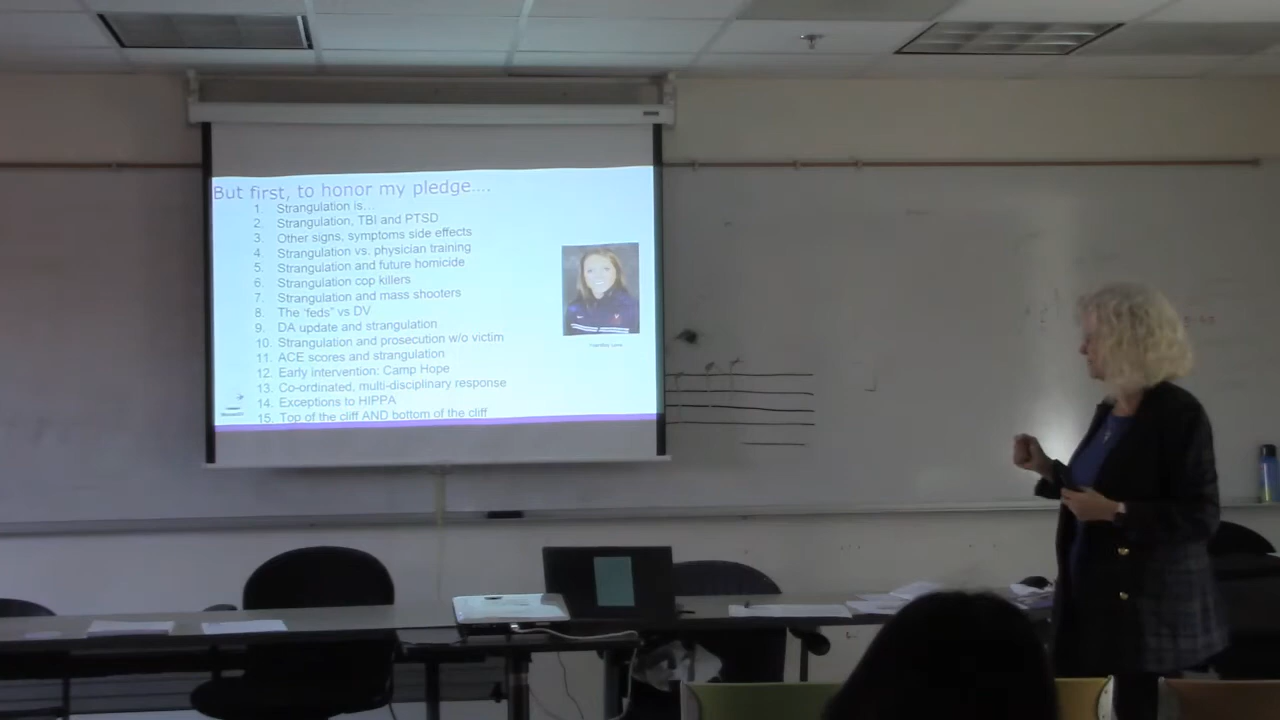 But first, to honor my pledge....
1. Strangulation is...
2. Strangulation, TBI and PTSD
3. Other signs, symptoms side effects
4. Strangulation vs. physician training
5. Strangulation and future homicide
6. Strangulation cop killers
7. Strangulation and mass shooters
8. The 'feds" vs DV
9. DA update and strangulation
10. Strangulation and prosecution w/o victim
11. ACE scores and strangulation
12. Early intervention: Camp Hope
13. Co-ordinated, multi-disciplinary response
14. Exceptions to HIPPA
15. Top of the cliff AND bottom of the cliff